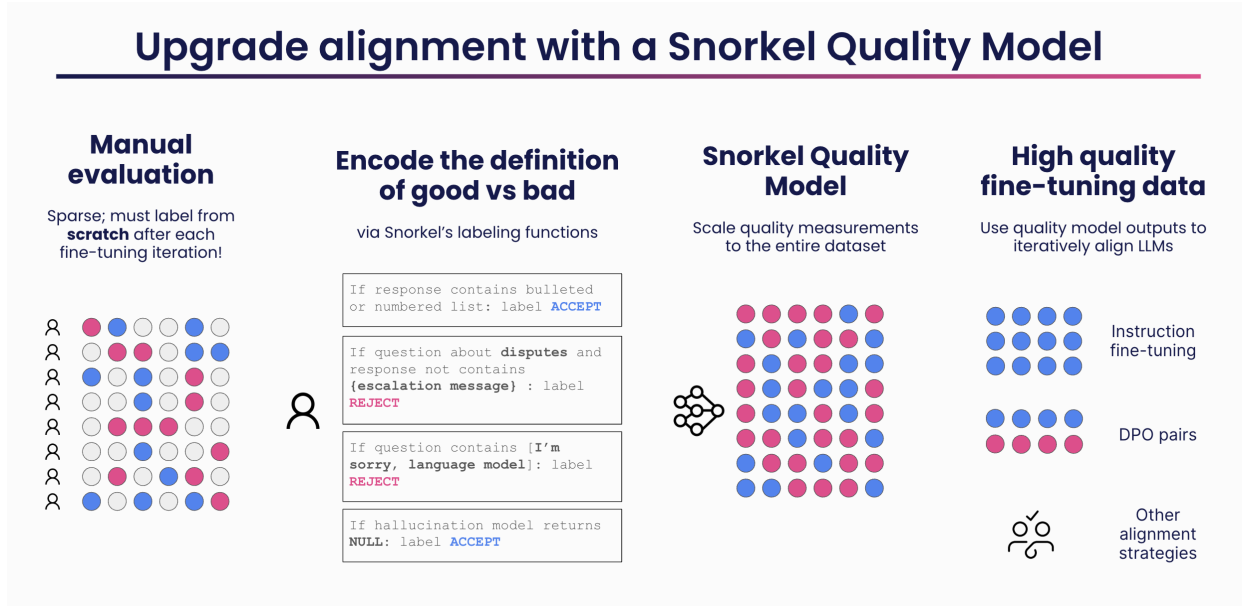 Upgrade alignment with a Snorkel Quality Model
Manual
evaluation
Sparse; must label from
scratch after each
fine-tuning iteration!
Encode the definition
of good vs bad
via Snorkel's labeling functions
If response contains bulleted
or numbered list: label ACCEPT
If question about disputes and
response not contains
{escalation message} : label
REJECT
If question contains [I'm
sorry, language model]: label
REJECT
If hallucination model returns
NULL: label ACCEPT
Snorkel Quality
Model
Scale quality measurements
to the entire dataset
High quality
fine-tuning data
Use quality model outputs to
iteratively align LLMs
Instruction
fine-tuning
DPO pairs
Other
alignment
strategies